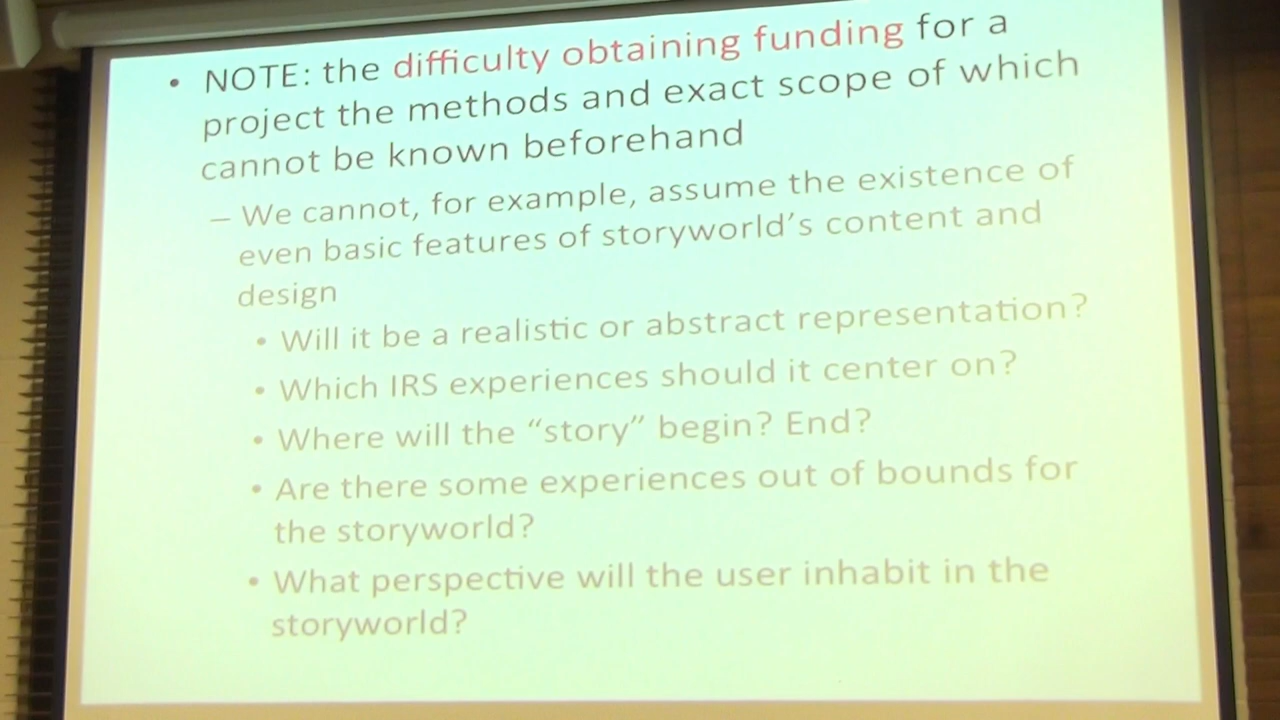 • NOTE: the difficulty obtaining funding for a
project the methods and exact scope of which
cannot be known beforehand
– We cannot, for example, assume the existence of
even basic features of storyworld’s content and
design
• Will it be a realistic or abstract representation?
• Which IRS experiences should it center on?
• Where will the “story” begin? End?
• Are there some experiences out of bounds for
the storyworld?
• What perspective will the user inhabit in the
storyworld?